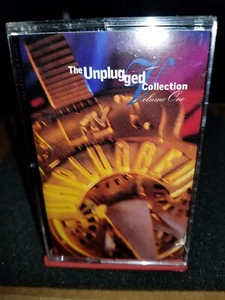 The Unplugged
Collection
Volume One
UNPLUGGED